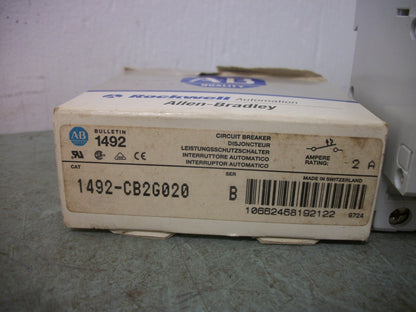 AB
QUALITY
Rockwell Automation
Allen-Bradley
AB
BULLETIN
1492
CAT
1492-CB2G020
CIRCUIT BREAKER
DISJONCTEUR
LEISTUNGSSCHUTZSCHALTER
INTERRUTTORE AUTOMATICO
INTERRUPTOR AUTOMATICO
SER
B
AMPERE
RATING:
2 A
MADE IN SWITZERLAND
10662468192122
9724